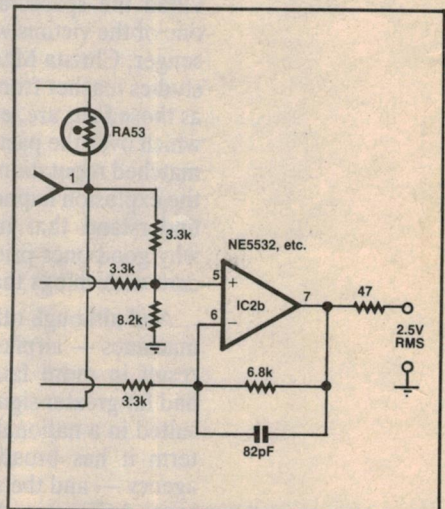 RA53
1
3.3k
NE5532, etc.
3.3k
5
+
IC2b
7
47
8.2k
6
−
2.5V
RMS
6.8k
3.3k
82pF